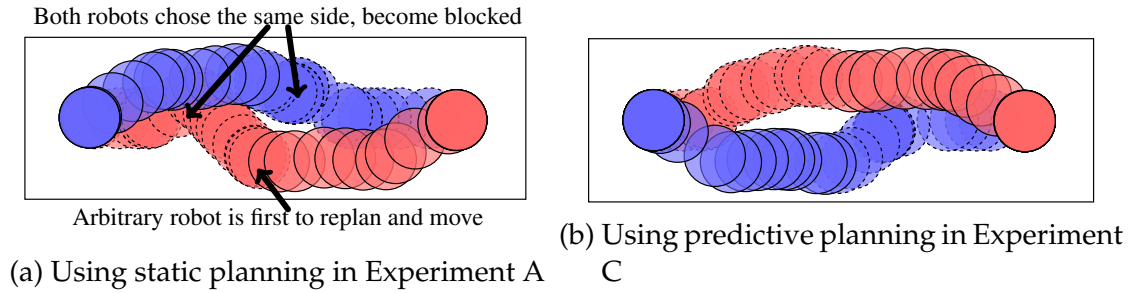 Both robots chose the same side, become blocked
Arbitrary robot is first to replan and move
(a) Using static planning in Experiment A
(b) Using predictive planning in Experiment
C